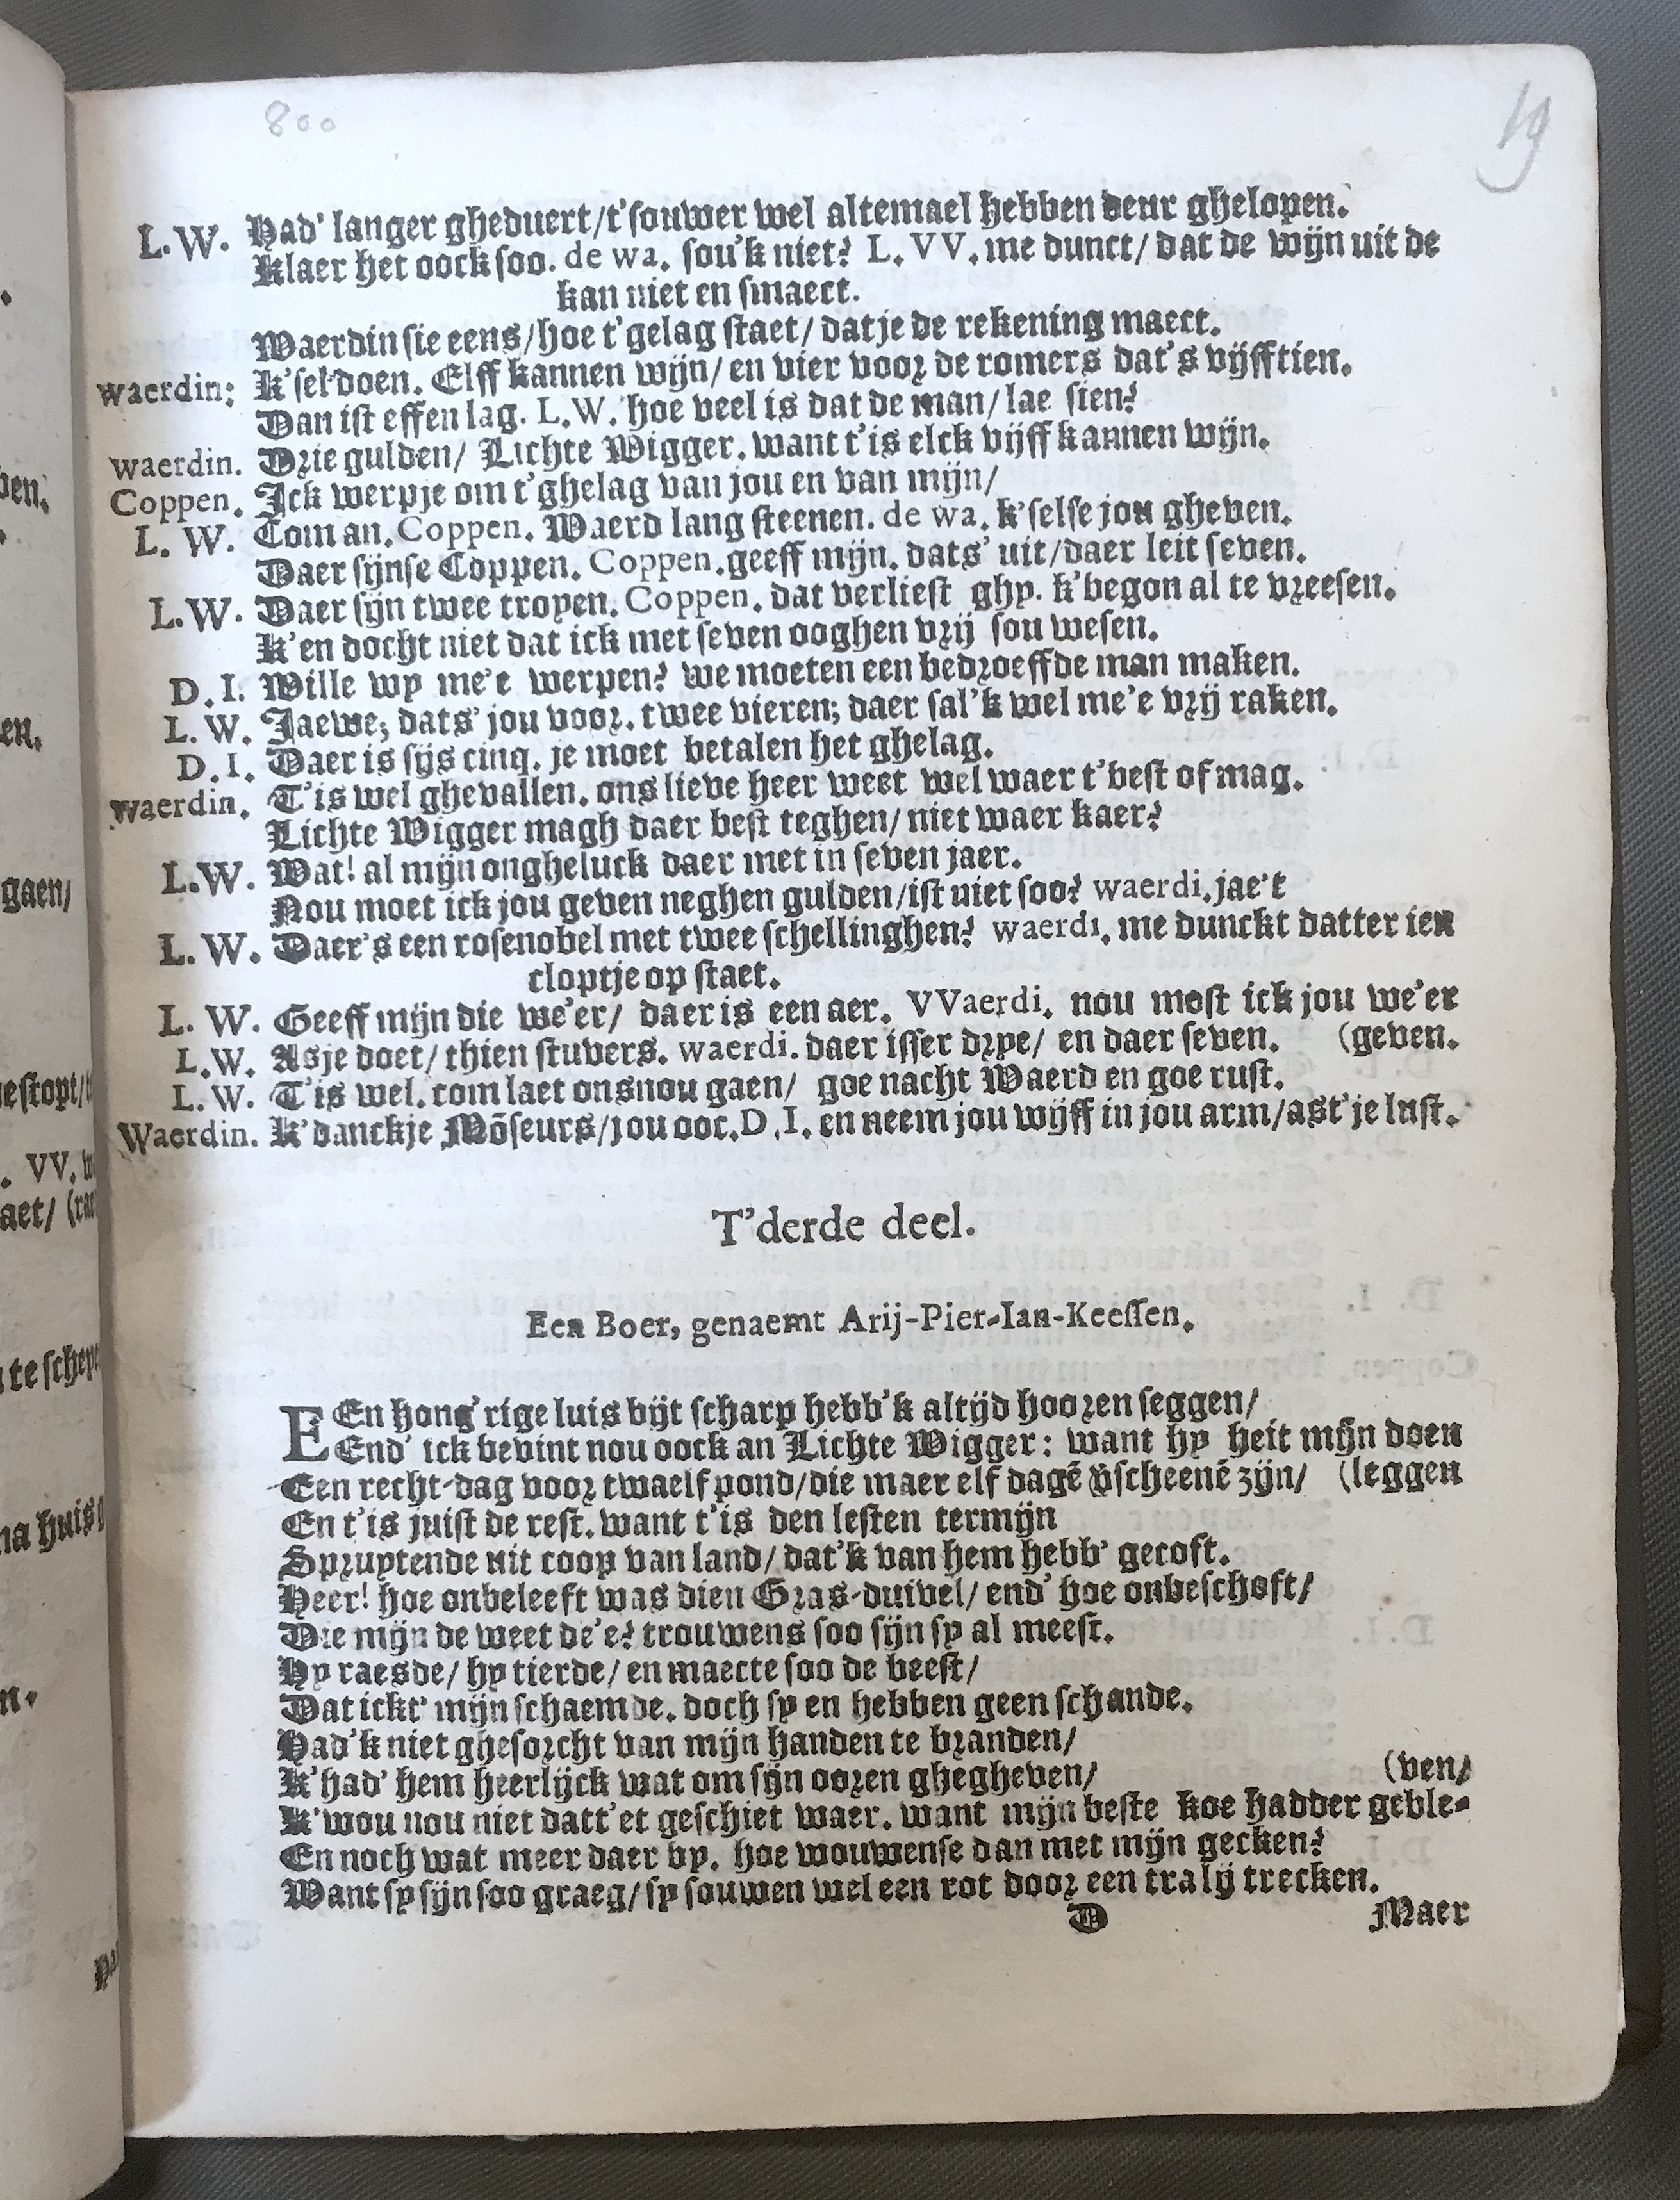 800
19
L.W. Had' langer gheduert/t'souwer wel altemael hebben deur ghelopen.
Klaer het oock soo. de wa. sou'k niet? L. VV. me dunct/ dat de wijn uit de
kan niet en smaect.
Waerdin sie eens/hoe t'gelag staet/ datje de rekening maect.
waerdin: K'sel doen. Elff kannen wijn/ en vier voor de romers dat's vijfftien.
Dan ist effen lag. L.W. hoe veel is dat de man/ lae sien?
waerdin. Drie gulden/ Lichte Wigger. want t'is elck vijff kannen wijn.
Coppen. Ick werpje om t'ghelag van jou en van mijn/
L. W. Com an. Coppen. Waerd lang steenen. de wa. k'selse jou gheven.
Daer sijnse Coppen. Coppen. geeff mijn. dats' uit/daer leit seven.
L.W. Daer sijn twee tropen. Coppen. dat verliest ghy. k'begon al te vreesen.
K'en docht niet dat ick met seven ooghen vrij sou wesen.
D. I. Wille wy me'e werpen? we moeten een bedroeffde man maken.
L. W. Jaewe; dats' jou voor. twee vieren; daer sal'k wel me'e vrij raken.
D. I. Daer is sijs cinq. je moet betalen het ghelag.
waerdin. T'is wel ghevallen. ons lieve heer weet wel waer t'best of mag.
Lichte Wigger magh daer best teghen/ niet waer kaer?
L.W. Wat! al mijn ongheluck daer met in seven jaer.
Nou moet ick jou geven neghen gulden/ist niet soo? waerdi. jae't
L. W. Daer's een rosenobel met twee schellinghen? waerdi. me dunckt datter ien
cloptje op staet.
L. W. Geeff mijn die we'er/ daer is een aer. VVaerdi. nou most ick jou we'er
L.W. Asje doet/ thien stuvers. waerdi. daer isser drye/ en daer seven. (geven.
L. W. T'is wel. com laet ons nou gaen/ goe nacht Waerd en goe rust.
Waerdin. K'danckje Mõseurs/jou ooc. D. I. en neem jou wijff in jou arm/ast'je lust.
T'derde deel.
Een Boer, genaemt Arij-Pier-Ian-Keessen.
EEn hong'rige luis bijt scharp hebb'k altijd hooren seggen/
End' ick bevint nou oock an Lichte Wigger: want hy heit mijn doen
Een recht-dag voor twaelf pond/die maer elf dagẽ v̄scheenẽ zijn/ (leggen
En t'is juist de rest. want t'is den lesten termijn
Spruytende uit coop van land/ dat'k van hem hebb' gecoft.
Heer! hoe onbeleeft was dien Gras-duivel/ end' hoe onbeschoft/
Die mijn de weet de'e? trouwens soo sijn sy al meest.
Hy raesde/ hy tierde/ en maecte soo de beest/
Dat ickt' mijn schaemde. doch sy en hebben geen schande.
Had'k niet ghesorcht van mijn handen te branden/
K'had' hem heerlijck wat om sijn ooren ghegheven/ (ven/
K'wou nou niet datt'et geschiet waer. want mijn beste koe hadder geble-
En noch wat meer daer by. hoe wouwense dan met mijn gecken?
Want sy sijn soo graeg/ sy souwen wel een rot door een tralij trecken.
D Maer